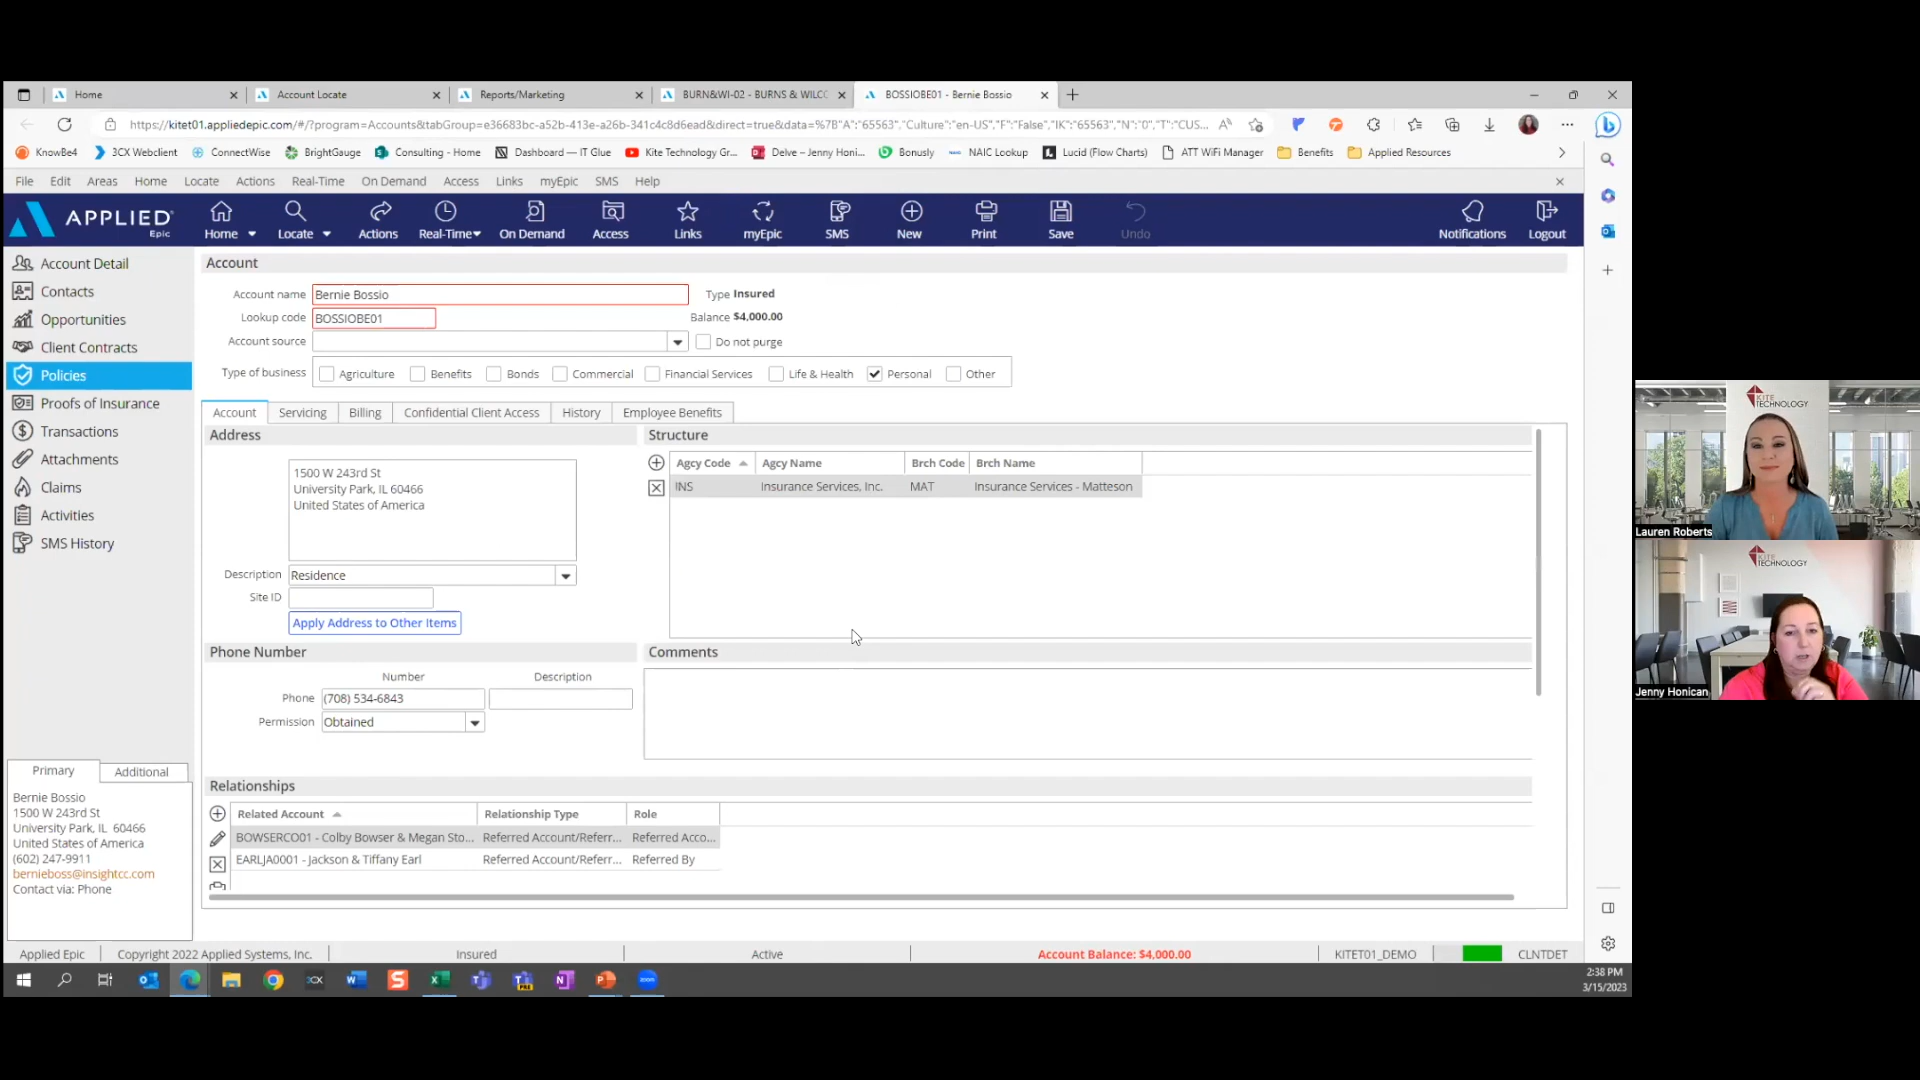 Home
Account Locate
Reports/Marketing
BURN&WI-02 - BURNS & WILCO
BOSSIOBE01 - Bernie Bossio
https://kitet01.appliedepic.com/#/?program=Accounts&tabGroup=e36683bc-a52b-413e-a26b-341c4c8d6ead&direct=true&data=%7B"A":"65563","Culture":"en-US","F":"False","IK":"65563","N":"0","T":"CUS...
KnowBe4
3CX Webclient
ConnectWise
BrightGauge
Consulting - Home
Dashboard — IT Glue
Kite Technology Gr...
Delve – Jenny Honi...
Bonusly
NAIC Lookup
Lucid (Flow Charts)
ATT WiFi Manager
Benefits
Applied Resources
File Edit Areas Home Locate Actions Real-Time On Demand Access Links myEpic SMS Help
APPLIED
Epic
Home
Locate
Actions
Real-Time
On Demand
Access
Links
myEpic
SMS
New
Print
Save
Undo
Notifications
Logout
Account Detail
Contacts
Opportunities
Client Contracts
Policies
Proofs of Insurance
Transactions
Attachments
Claims
Activities
SMS History
Account
Account name Bernie Bossio Type Insured
Lookup code BOSSIOBE01 Balance $4,000.00
Account source Do not purge
Type of business Agriculture Benefits Bonds Commercial Financial Services Life & Health Personal Other
Account Servicing Billing Confidential Client Access History Employee Benefits
Address
1500 W 243rd St
University Park, IL 60466
United States of America
Description Residence
Site ID
Apply Address to Other Items
Structure
Agcy Code Agcy Name Brch Code Brch Name
INS Insurance Services, Inc. MAT Insurance Services - Matteson
Phone Number
Number Description
Phone (708) 534-6843
Permission Obtained
Comments
Relationships
Related Account Relationship Type Role
BOWSERCO01 - Colby Bowser & Megan Sto... Referred Account/Referr... Referred Acco...
EARLJA0001 - Jackson & Tiffany Earl Referred Account/Referr... Referred By
Primary Additional
Bernie Bossio
1500 W 243rd St
University Park, IL 60466
United States of America
(602) 247-9911
bernieboss@insightcc.com
Contact via: Phone
Applied Epic
Copyright 2022 Applied Systems, Inc.
Insured
Active
Account Balance: $4,000.00
KITET01_DEMO
CLNTDET
2:38 PM
3/15/2023
KITE
TECHNOLOGY
Lauren Roberts
KITE
TECHNOLOGY
Jenny Honican